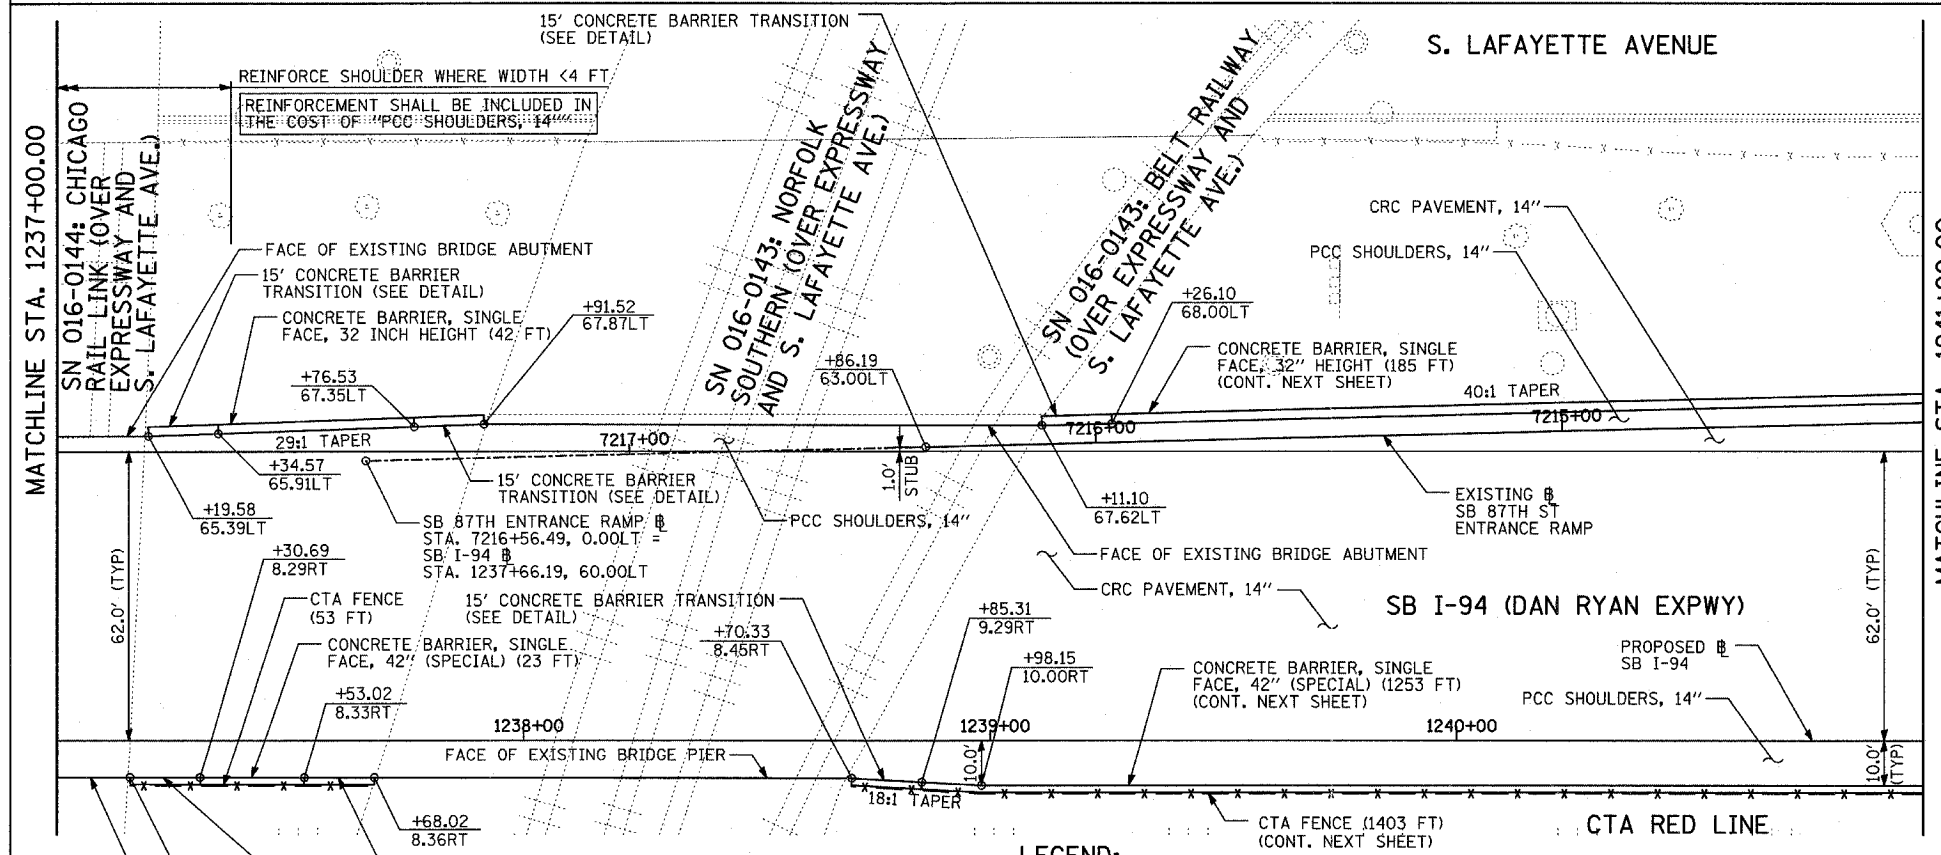 15' CONCRETE BARRIER TRANSITION
(SEE DETAIL)
S. LAFAYETTE AVENUE
REINFORCE SHOULDER WHERE WIDTH <4 FT
REINFORCEMENT SHALL BE INCLUDED IN
THE COST OF "PCC SHOULDERS, 14""
MATCHLINE STA. 1237+00.00
SN 016-0144: CHICAGO
RAIL LINK (OVER
EXPRESSWAY AND
S. LAFAYETTE AVE.)
SN 016-0143: NORFOLK
SOUTHERN (OVER EXPRESSWAY
AND S. LAFAYETTE AVE.)
SN 016-0143: BELT RAILWAY
(OVER EXPRESSWAY AND
S. LAFAYETTE AVE.)
CRC PAVEMENT, 14"
PCC SHOULDERS, 14"
FACE OF EXISTING BRIDGE ABUTMENT
15' CONCRETE BARRIER
TRANSITION (SEE DETAIL)
CONCRETE BARRIER, SINGLE
FACE, 32 INCH HEIGHT (42 FT)
+91.52
67.87LT
+26.10
68.00LT
+76.53
67.35LT
+86.19
63.00LT
CONCRETE BARRIER, SINGLE
FACE, 32" HEIGHT (185 FT)
(CONT. NEXT SHEET)
40:1 TAPER
29:1 TAPER
7217+00
7216+00
7215+00
+34.57
65.91LT
1.0'
STUB
15' CONCRETE BARRIER
TRANSITION (SEE DETAIL)
+19.58
65.39LT
SB 87TH ENTRANCE RAMP B
STA. 7216+56.49, 0.00LT =
SB I-94 B
STA. 1237+66.19, 60.00LT
PCC SHOULDERS, 14"
+11.10
67.62LT
EXISTING B
SB 87TH ST
ENTRANCE RAMP
FACE OF EXISTING BRIDGE ABUTMENT
CRC PAVEMENT, 14"
SB I-94 (DAN RYAN EXPWY)
62.0' (TYP)
62.0' (TYP)
+30.69
8.29RT
CTA FENCE
(53 FT)
15' CONCRETE BARRIER TRANSITION
(SEE DETAIL)
CONCRETE BARRIER, SINGLE
FACE, 42" (SPECIAL) (23 FT)
+70.33
8.45RT
+85.31
9.29RT
+98.15
10.00RT
CONCRETE BARRIER, SINGLE
FACE, 42" (SPECIAL) (1253 FT)
(CONT. NEXT SHEET)
PROPOSED B
SB I-94
PCC SHOULDERS, 14"
+53.02
8.33RT
1238+00
1239+00
1240+00
FACE OF EXISTING BRIDGE PIER
10.0'
10.0'
(TYP)
18:1 TAPER
+68.02
8.36RT
CTA FENCE (1403 FT)
(CONT. NEXT SHEET)
CTA RED LINE
LEGEND: